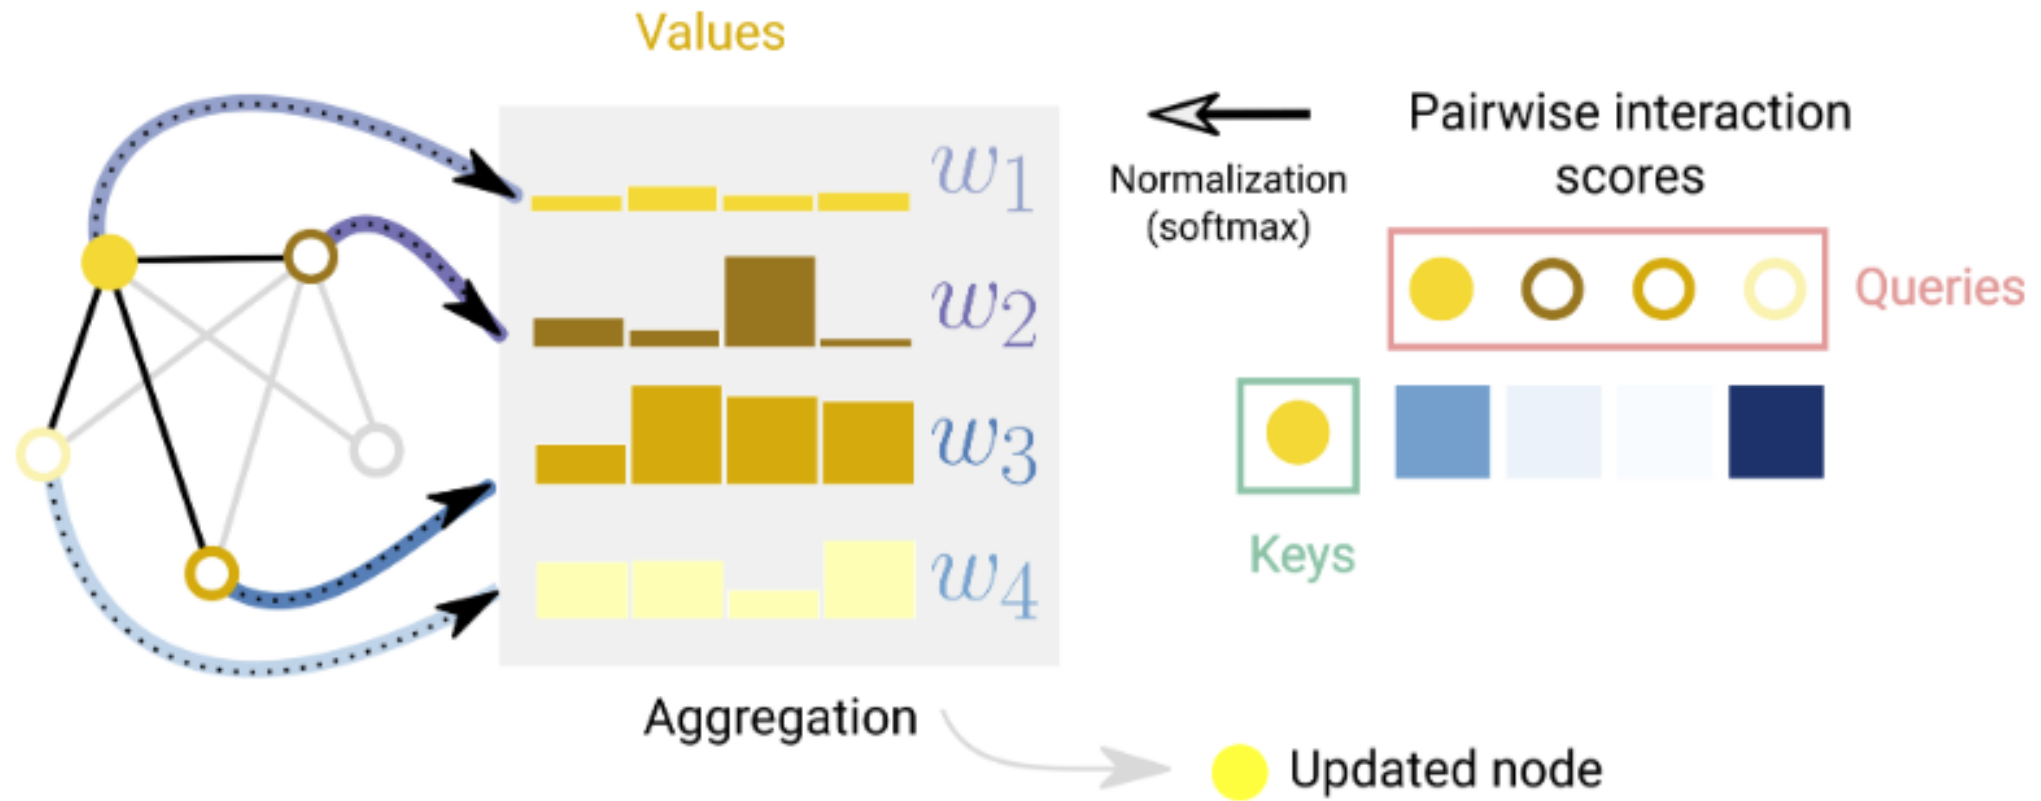 Values
w1
w2
w3
w4
Aggregation
Normalization
(softmax)
Pairwise interaction
scores
Queries
Keys
Updated node